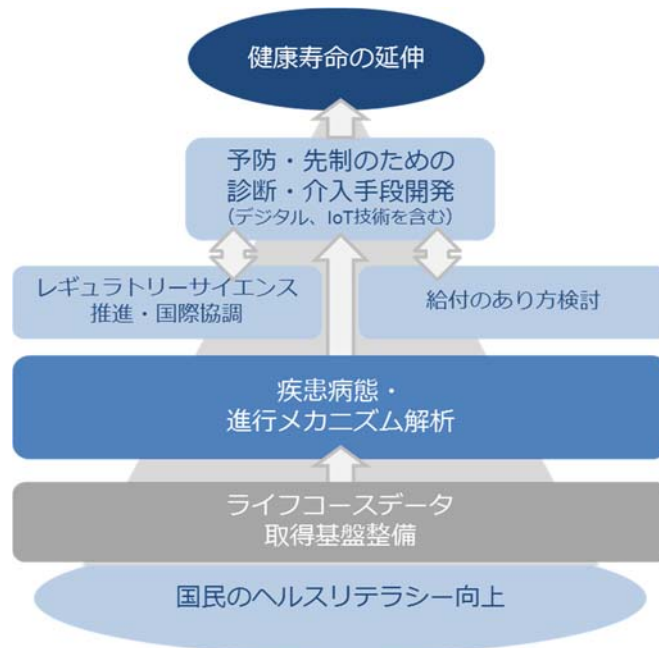 健康寿命の延伸
予防・先制のための
診断・介入手段開発
（デジタル、IoT技術を含む）
レギュラトリーサイエンス
推進・国際協調
給付のあり方検討
疾患病態・
進行メカニズム解析
ライフコースデータ
取得基盤整備
国民のヘルスリテラシー向上